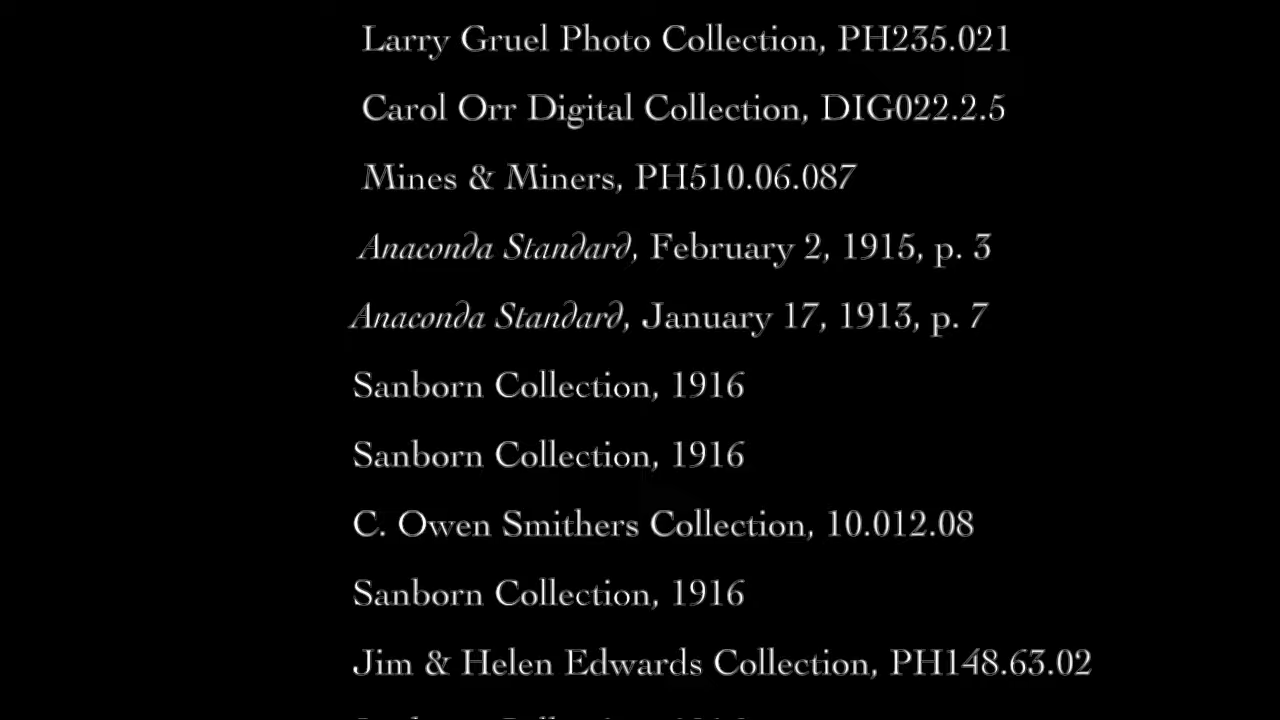 Larry Gruel Photo Collection, PH235.021
Carol Orr Digital Collection, DIG022.2.5
Mines & Miners, PH510.06.087
Anaconda Standard, February 2, 1915, p. 3
Anaconda Standard, January 17, 1913, p. 7
Sanborn Collection, 1916
Sanborn Collection, 1916
C. Owen Smithers Collection, 10.012.08
Sanborn Collection, 1916
Jim & Helen Edwards Collection, PH148.63.02